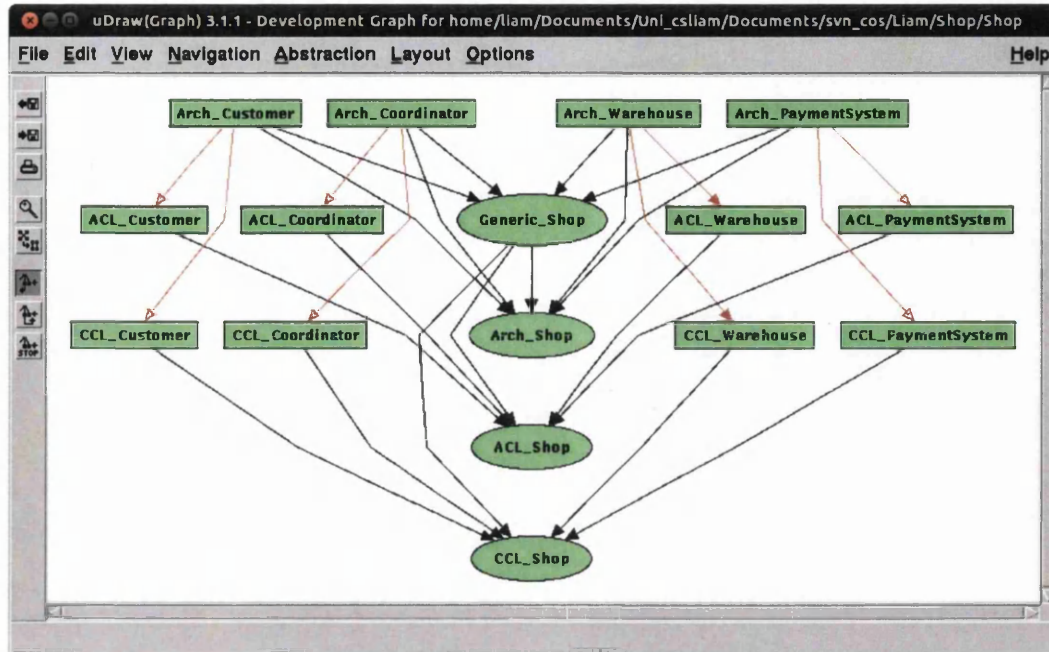 uDraw(Graph) 3.1.1 - Development Graph for home/liam/Documents/Uni_csliam/Documents/svn_cos/Liam/Shop/Shop
File Edit View Navigation Abstraction Layout Options Help
Arch_Customer Arch_Coordinator Arch_Warehouse Arch_PaymentSystem
ACL_Customer ACL_Coordinator Generic_Shop ACL_Warehouse ACL_PaymentSystem
CCL_Customer CCL_Coordinator Arch_Shop CCL_Warehouse CCL_PaymentSystem
STOP
ACL_Shop
CCL_Shop